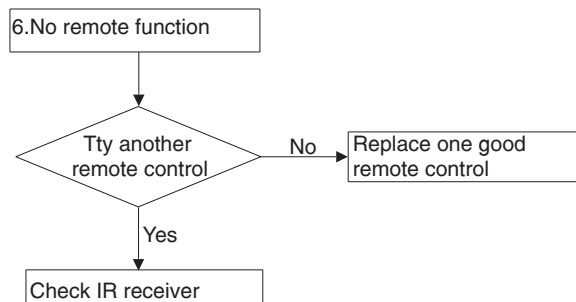 6.No remote function
Tty another
remote control
No
Replace one good
remote control
Yes
Check IR receiver